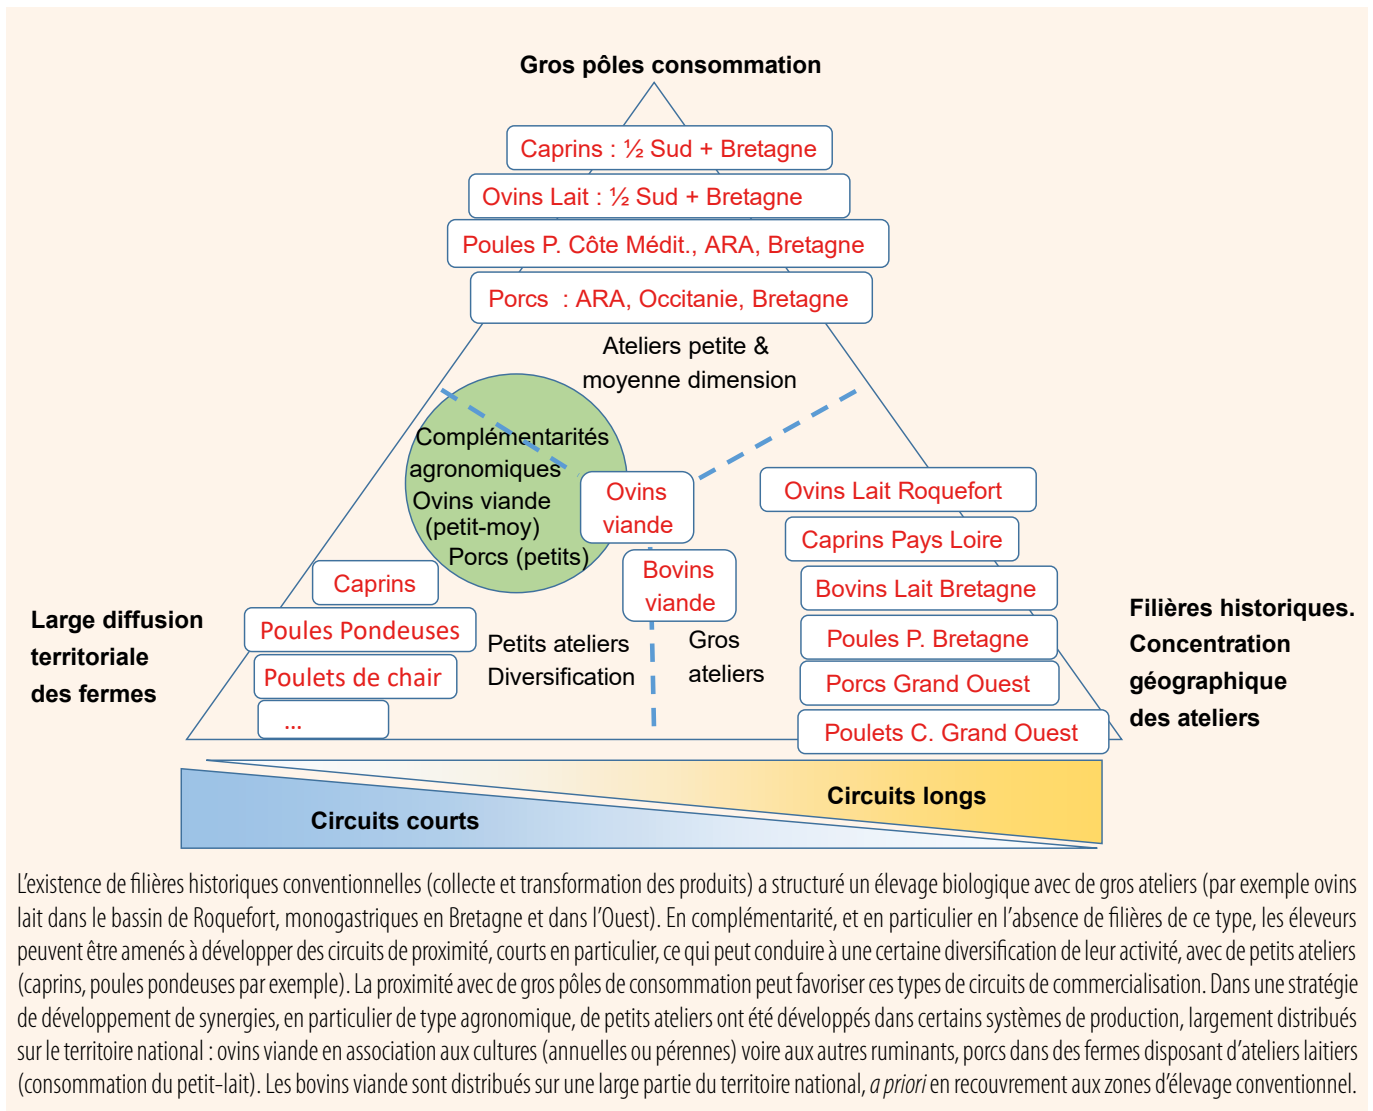 Gros pôles consommation
Caprins : ½ Sud + Bretagne
Ovins Lait : ½ Sud + Bretagne
Poules P. Côte Médit., ARA, Bretagne
Porcs : ARA, Occitanie, Bretagne
Ateliers petite &
moyenne dimension
Complémentarités
agronomiques
Ovins viande
(petit-moy)
Porcs (petits)
Ovins
viande
Bovins
viande
Ovins Lait Roquefort
Caprins Pays Loire
Bovins Lait Bretagne
Poules P. Bretagne
Porcs Grand Ouest
Poulets C. Grand Ouest
Caprins
Poules Pondeuses
Poulets de chair
...
Large diffusion
territoriale
des fermes
Petits ateliers
Diversification
Gros
ateliers
Filières historiques.
Concentration
géographique
des ateliers
Circuits longs
Circuits courts
L'existence de filières historiques conventionnelles (collecte et transformation des produits) a structuré un élevage biologique avec de gros ateliers (par exemple ovins
lait dans le bassin de Roquefort, monogastriques en Bretagne et dans l'Ouest). En complémentarité, et en particulier en l'absence de filières de ce type, les éleveurs
peuvent être amenés à développer des circuits de proximité, courts en particulier, ce qui peut conduire à une certaine diversification de leur activité, avec de petits ateliers
(caprins, poules pondeuses par exemple). La proximité avec de gros pôles de consommation peut favoriser ces types de circuits de commercialisation. Dans une stratégie
de développement de synergies, en particulier de type agronomique, de petits ateliers ont été développés dans certains systèmes de production, largement distribués
sur le territoire national : ovins viande en association aux cultures (annuelles ou pérennes) voire aux autres ruminants, porcs dans des fermes disposant d'ateliers laitiers
(consommation du petit-lait). Les bovins viande sont distribués sur une large partie du territoire national, a priori en recouvrement aux zones d'élevage conventionnel.